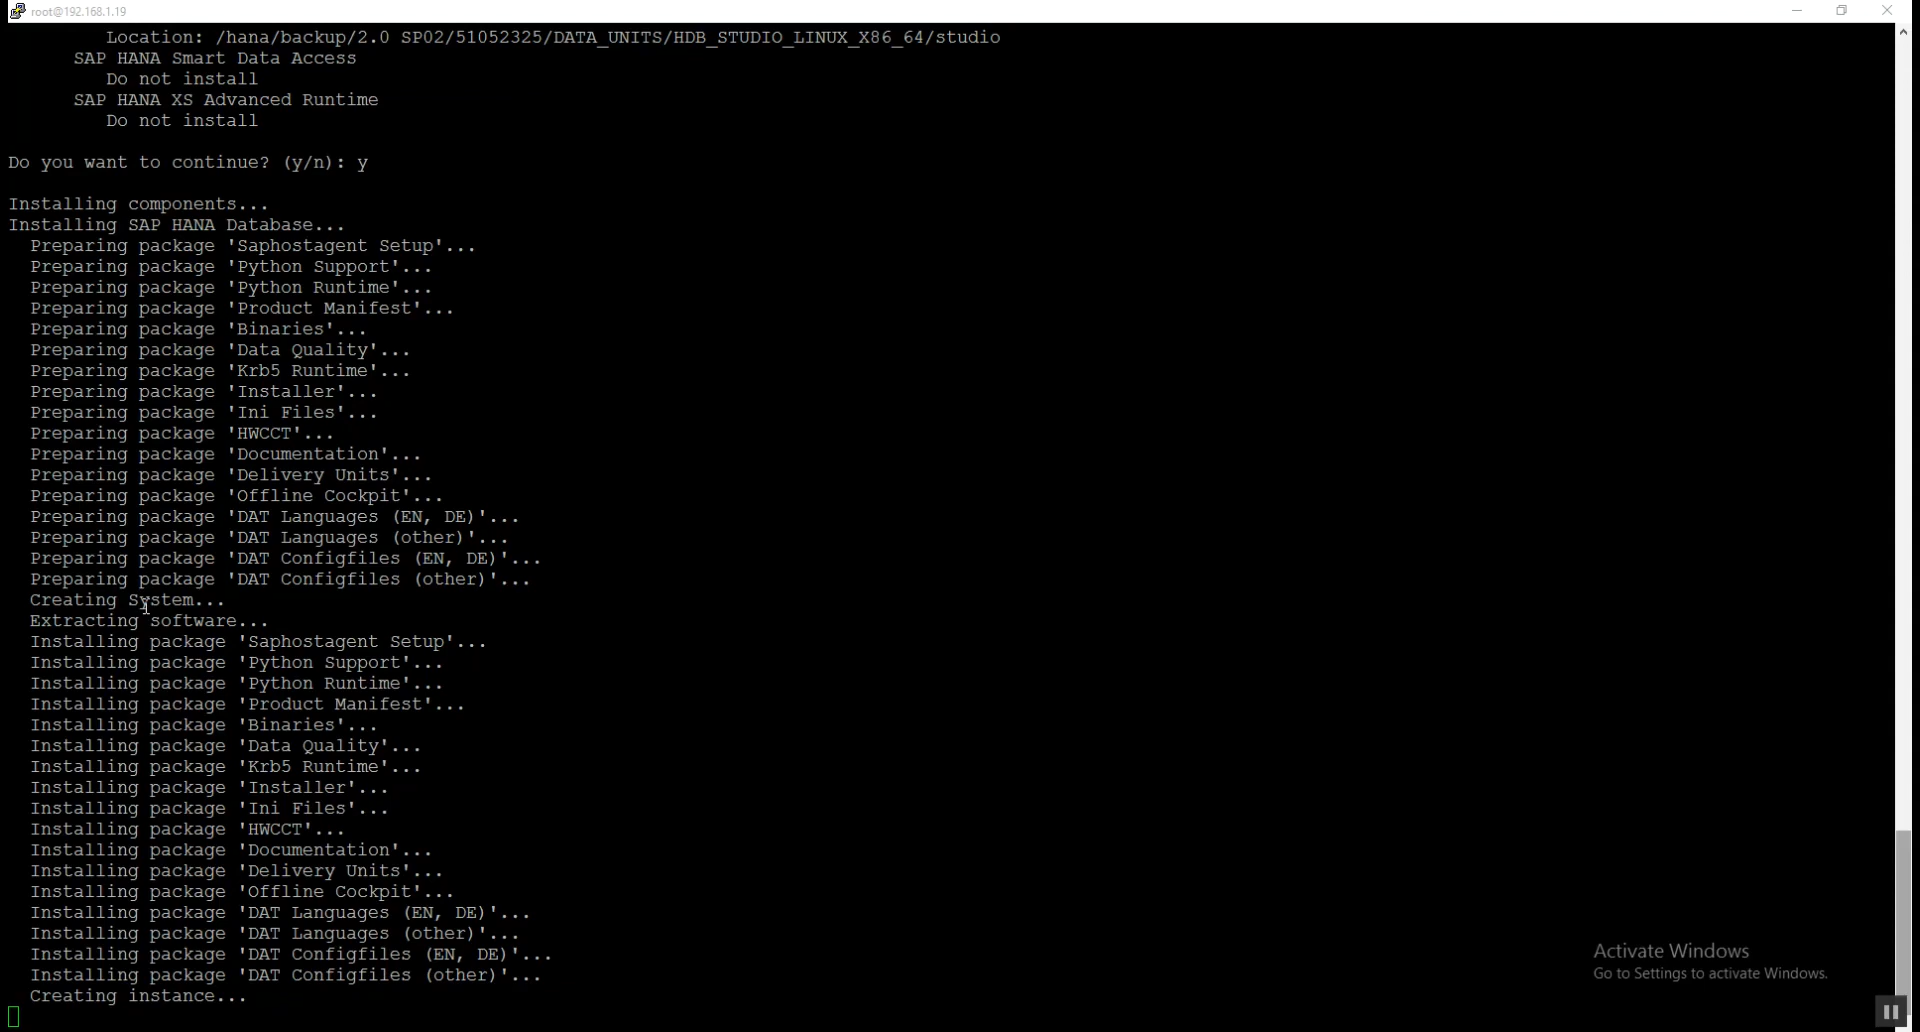 root@192.168.1.19
Location: /hana/backup/2.0 SP02/51052325/DATA_UNITS/HDB_STUDIO_LINUX_X86_64/studio
SAP HANA Smart Data Access
Do not install
SAP HANA XS Advanced Runtime
Do not install
Do you want to continue? (y/n): y
Installing components...
Installing SAP HANA Database...
Preparing package 'Saphostagent Setup'...
Preparing package 'Python Support'...
Preparing package 'Python Runtime'...
Preparing package 'Product Manifest'...
Preparing package 'Binaries'...
Preparing package 'Data Quality'...
Preparing package 'Krb5 Runtime'...
Preparing package 'Installer'...
Preparing package 'Ini Files'...
Preparing package 'HWCCT'...
Preparing package 'Documentation'...
Preparing package 'Delivery Units'...
Preparing package 'Offline Cockpit'...
Preparing package 'DAT Languages (EN, DE)'...
Preparing package 'DAT Languages (other)'...
Preparing package 'DAT Configfiles (EN, DE)'...
Preparing package 'DAT Configfiles (other)'...
Creating System...
Extracting software...
Installing package 'Saphostagent Setup'...
Installing package 'Python Support'...
Installing package 'Python Runtime'...
Installing package 'Product Manifest'...
Installing package 'Binaries'...
Installing package 'Data Quality'...
Installing package 'Krb5 Runtime'...
Installing package 'Installer'...
Installing package 'Ini Files'...
Installing package 'HWCCT'...
Installing package 'Documentation'...
Installing package 'Delivery Units'...
Installing package 'Offline Cockpit'...
Installing package 'DAT Languages (EN, DE)'...
Installing package 'DAT Languages (other)'...
Installing package 'DAT Configfiles (EN, DE)'...
Installing package 'DAT Configfiles (other)'...
Creating instance...
Activate Windows
Go to Settings to activate Windows.